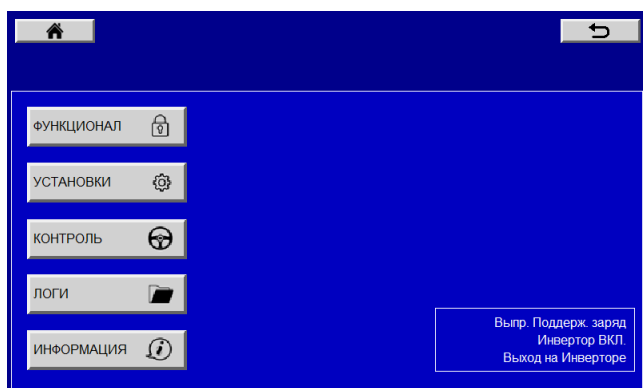 ФУНКЦИОНАЛ
УСТАНОВКИ
КОНТРОЛЬ
ЛОГИ
ИНФОРМАЦИЯ
Выпр. Поддерж. заряд
Инвертор ВКЛ.
Выход на Инверторе